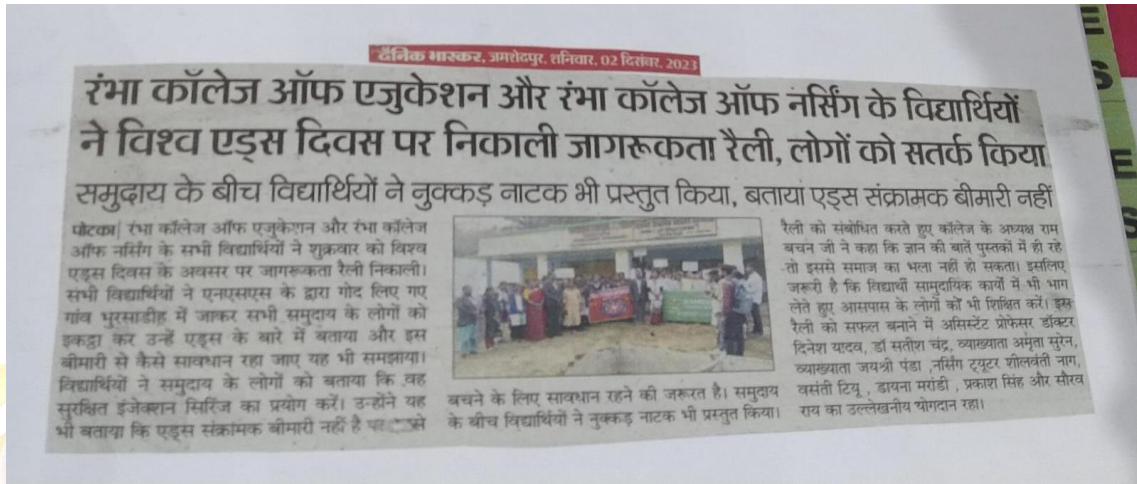 दैनिक भास्कर, जमशेदपुर, शनिवार, 02 दिसंबर, 2023
रंभा कॉलेज ऑफ एजुकेशन और रंभा कॉलेज ऑफ नर्सिंग के विद्यार्थियों
ने विश्व एड्स दिवस पर निकाली जागरूकता रैली, लोगों को सतर्क किया
समुदाय के बीच विद्यार्थियों ने नुक्कड़ नाटक भी प्रस्तुत किया, बताया एड्स संक्रामक बीमारी नहीं
पोटका| रंभा कॉलेज ऑफ एजुकेशन और रंभा कॉलेज
ऑफ नर्सिंग के सभी विद्यार्थियों ने शुक्रवार को विश्व
एड्स दिवस के अवसर पर जागरूकता रैली निकाली।
सभी विद्यार्थियों ने एनएसएस के द्वारा गोद लिए गए
गांव भुरसाडीह में जाकर सभी समुदाय के लोगों को
इकट्ठा कर उन्हें एड्स के बारे में बताया और इस
बीमारी से कैसे सावधान रहा जाए यह भी समझाया।
विद्यार्थियों ने समुदाय के लोगों को बताया कि वह
सुरक्षित इंजेक्शन सिरिंज का प्रयोग करें। उन्होंने यह
भी बताया कि एड्स संक्रामक बीमारी नहीं है
बचने के लिए सावधान रहने की जरूरत है। समुदाय
के बीच विद्यार्थियों ने नुक्कड़ नाटक भी प्रस्तुत किया।
रैली को संबोधित करते हुए कॉलेज के अध्यक्ष राम
बचन जी ने कहा कि ज्ञान की बातें पुस्तकों में ही रहे
तो इससे समाज का भला नहीं हो सकता। इसलिए
जरूरी है कि विद्यार्थी सामुदायिक कार्यों में भी भाग
लेते हुए आसपास के लोगों को भी शिक्षित करें। इस
रैली को सफल बनाने में असिस्टेंट प्रोफेसर डॉक्टर
दिनेश यादव, डॉ सतीश चंद्र, व्याख्याता अमृता सुरेन,
व्याख्याता जयश्री पंडा ,नर्सिंग ट्यूटर शीलवंती नाग,
वसंती टियू , डायना मरांडी , प्रकाश सिंह और सौरव
राय का उल्लेखनीय योगदान रहा।